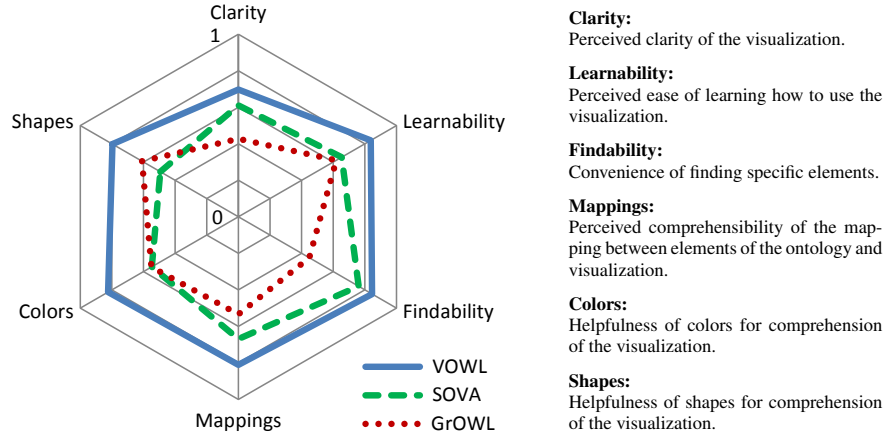 Clarity
1
Shapes
Learnability
0
Colors
Findability
Mappings
VOWL
SOVA
GrOWL
Clarity:
Perceived clarity of the visualization.
Learnability:
Perceived ease of learning how to use the
visualization.
Findability:
Convenience of finding specific elements.
Mappings:
Perceived comprehensibility of the map-
ping between elements of the ontology and
visualization.
Colors:
Helpfulness of colors for comprehension
of the visualization.
Shapes:
Helpfulness of shapes for comprehension
of the visualization.